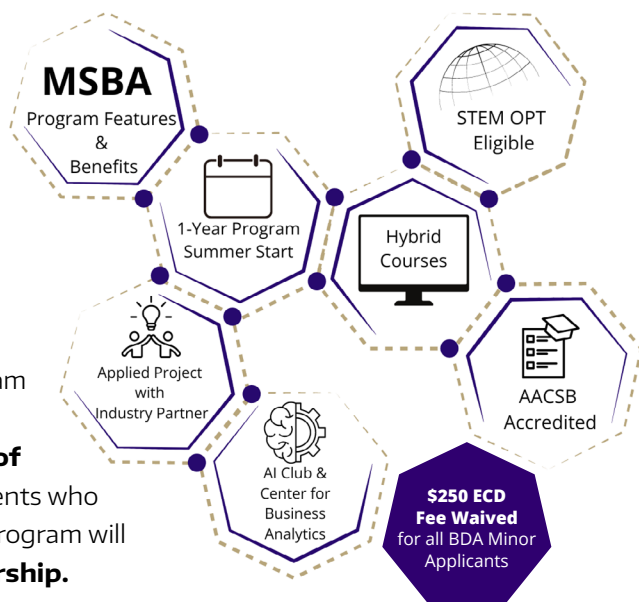 MSBA
Program Features
&
Benefits
STEM OPT
Eligible
1-Year Program
Summer Start
Hybrid
Courses
Applied Project
with
Industry Partner
AACSB
Accredited
AI Club &
Center for
Business
Analytics
$250 ECD
Fee Waived
for all BDA Minor
Applicants
am
of
ents who
rogram will
rship.